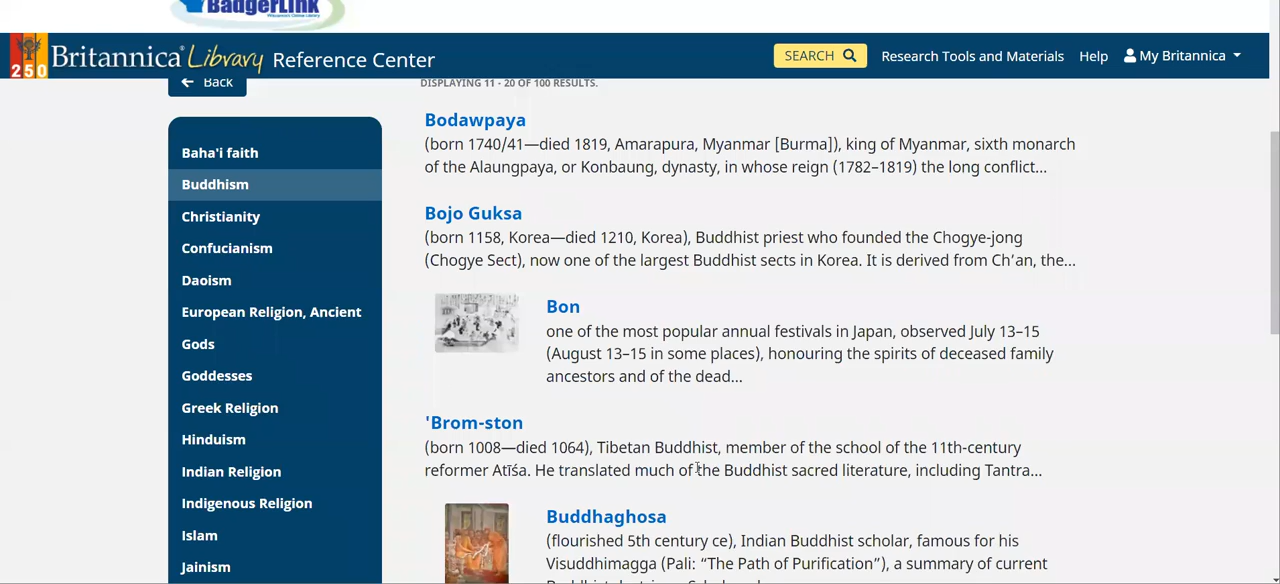 BadgerLink
250
Britannica Library Reference Center
SEARCH
Research Tools and Materials
Help
My Britannica
Back
DISPLAYING 11 - 20 OF 100 RESULTS.
Baha'i faith
Buddhism
Christianity
Confucianism
Daoism
European Religion, Ancient
Gods
Goddesses
Greek Religion
Hinduism
Indian Religion
Indigenous Religion
Islam
Jainism
Bodawpaya
(born 1740/41—died 1819, Amarapura, Myanmar [Burma]), king of Myanmar, sixth monarch
of the Alaungpaya, or Konbaung, dynasty, in whose reign (1782–1819) the long conflict...
Bojo Guksa
(born 1158, Korea—died 1210, Korea), Buddhist priest who founded the Chogye-jong
(Chogye Sect), now one of the largest Buddhist sects in Korea. It is derived from Ch’an, the...
Bon
one of the most popular annual festivals in Japan, observed July 13–15
(August 13–15 in some places), honouring the spirits of deceased family
ancestors and of the dead...
'Brom-ston
(born 1008—died 1064), Tibetan Buddhist, member of the school of the 11th-century
reformer Atīśa. He translated much of the Buddhist sacred literature, including Tantra...
Buddhaghosa
(flourished 5th century ce), Indian Buddhist scholar, famous for his
Visuddhimagga (Pali: “The Path of Purification”), a summary of current